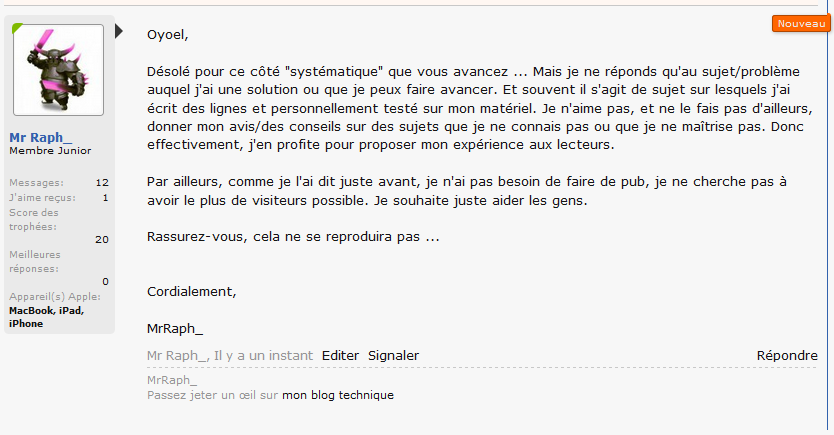 Nouveau
Mr Raph_
Membre Junior
Messages: 12
J'aime reçus: 1
Score des
trophées:
20
Meilleures
réponses:
0
Appareil(s) Apple:
MacBook, iPad,
iPhone
Oyoel,
Désolé pour ce côté "systématique" que vous avancez ... Mais je ne réponds qu'au sujet/problème
auquel j'ai une solution ou que je peux faire avancer. Et souvent il s'agit de sujet sur lesquels j'ai
écrit des lignes et personnellement testé sur mon matériel. Je n'aime pas, et ne le fais pas d'ailleurs,
donner mon avis/des conseils sur des sujets que je ne connais pas ou que je ne maîtrise pas. Donc
effectivement, j'en profite pour proposer mon expérience aux lecteurs.
Par ailleurs, comme je l'ai dit juste avant, je n'ai pas besoin de faire de pub, je ne cherche pas à
avoir le plus de visiteurs possible. Je souhaite juste aider les gens.
Rassurez-vous, cela ne se reproduira pas ...
Cordialement,
MrRaph_
Mr Raph_, Il y a un instant Editer Signaler Répondre
MrRaph_
Passez jeter un œil sur mon blog technique